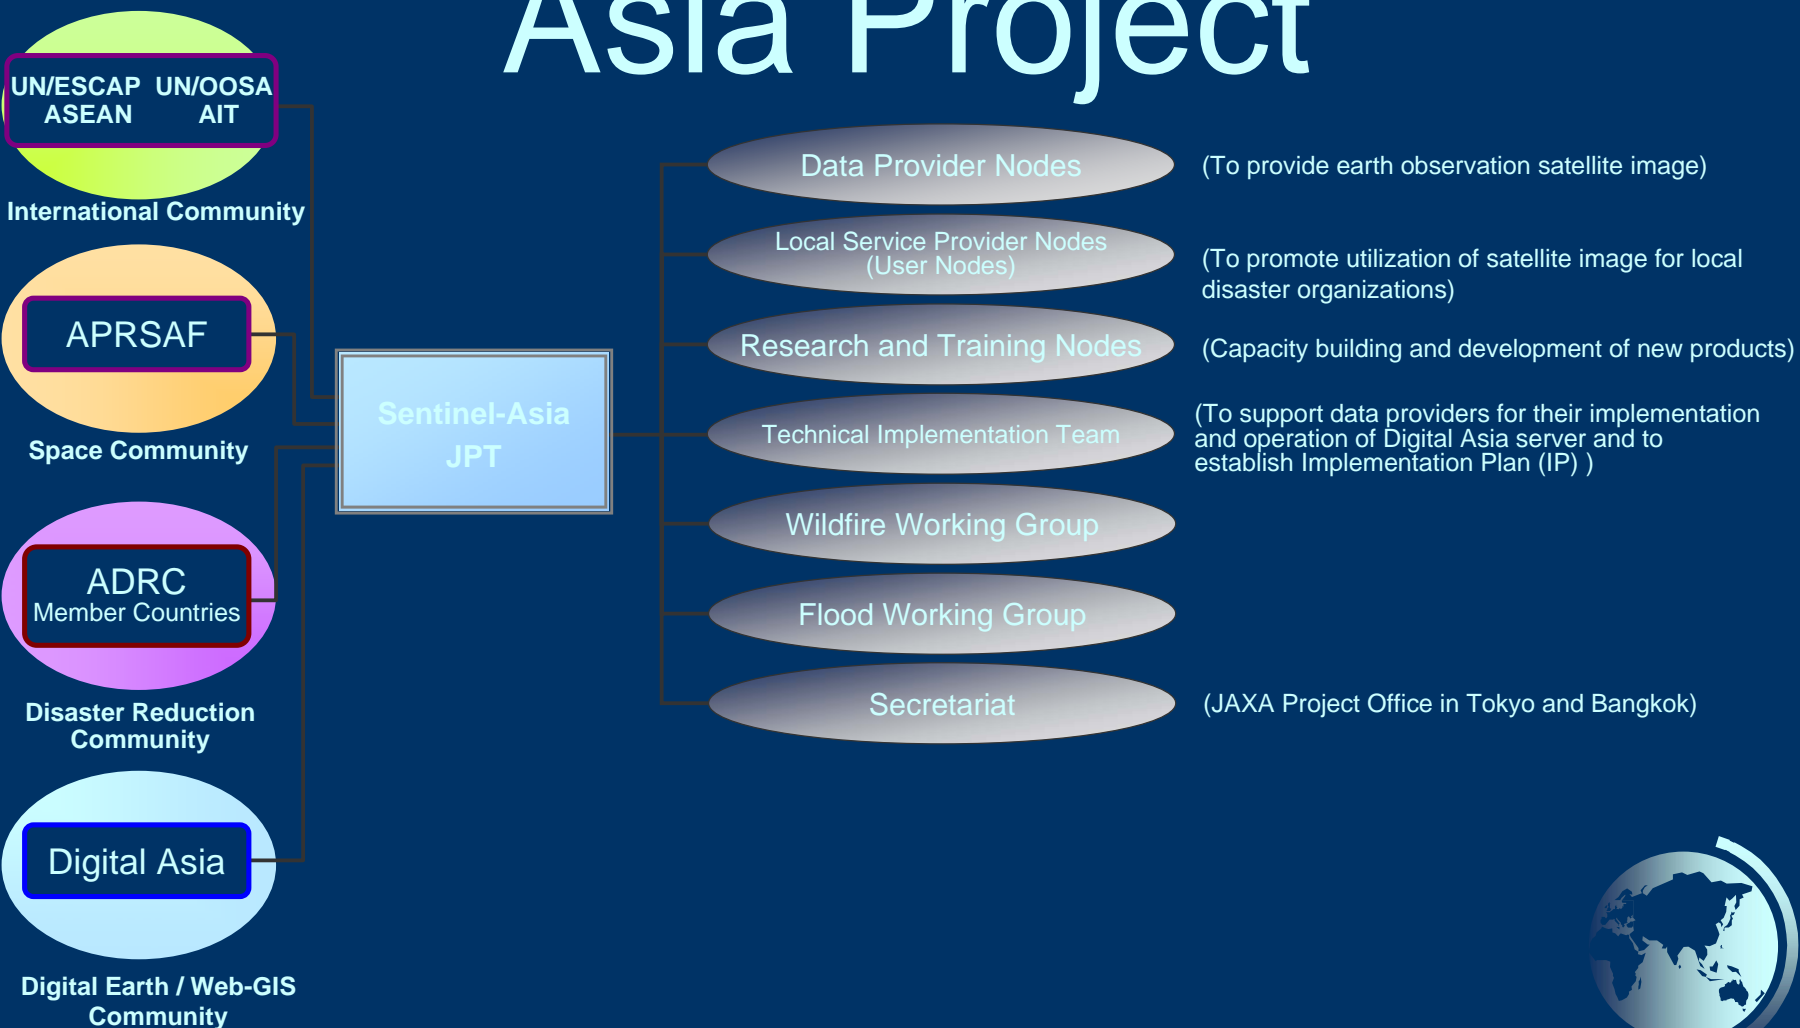 Asia Project
UN/ESCAP UN/OOSA
ASEAN AIT
International Community
APRSAF
Space Community
ADRC
Member Countries
Disaster Reduction
Community
Digital Asia
Digital Earth / Web-GIS
Community
Sentinel-Asia
JPT
Data Provider Nodes
(To provide earth observation satellite image)
Local Service Provider Nodes
(User Nodes)
(To promote utilization of satellite image for local
disaster organizations)
Research and Training Nodes
(Capacity building and development of new products)
Technical Implementation Team
(To support data providers for their implementation
and operation of Digital Asia server and to
establish Implementation Plan (IP) )
Wildfire Working Group
Flood Working Group
Secretariat
(JAXA Project Office in Tokyo and Bangkok)